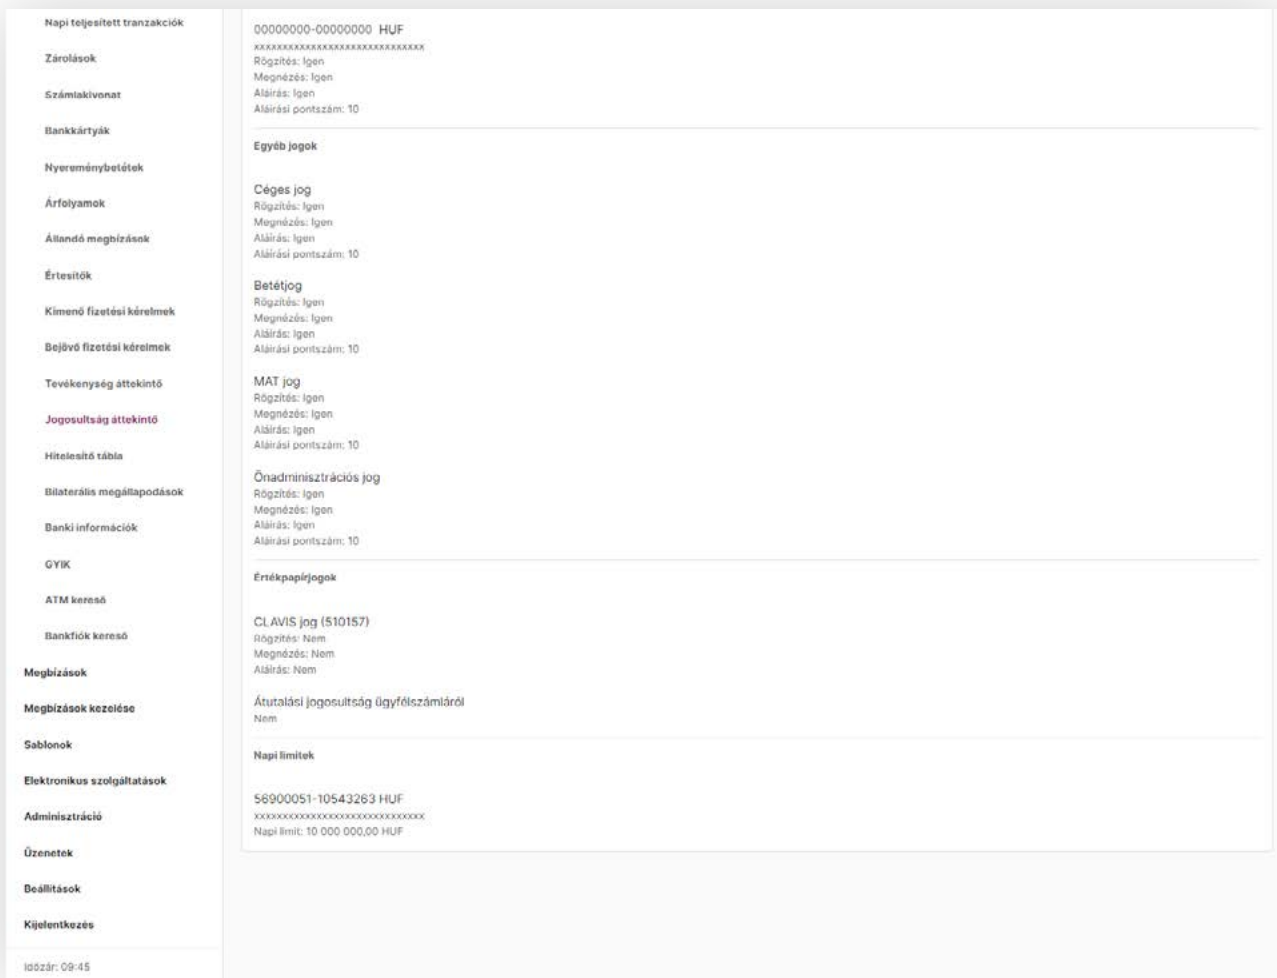 Napi teljesített tranzakciók
Zárolások
Számlakivonat
Bankkártyák
Nyereménybetétek
Árfolyamok
Állandó megbízások
Értesítők
Kimenő fizetési kérelmek
Bejövő fizetési kérelmek
Tevékenység áttekintő
Jogosultság áttekintő
Hitelesítő tábla
Bilaterális megállapodások
Banki információk
GYIK
ATM kereső
Bankfiók kereső
Megbízások
Megbízások kezelése
Sablonok
Elektronikus szolgáltatások
Adminisztráció
Üzenetek
Beállítások
Kijelentkezés
Időzár: 09:45
00000000-00000000 HUF
xxxxxxxxxxxxxxxxxxxxxxxxxxxxxx
Rögzítés: Igen
Megnézés: Igen
Aláírás: Igen
Aláírási pontszám: 10
Egyéb jogok
Céges jog
Rögzítés: Igen
Megnézés: Igen
Aláírás: Igen
Aláírási pontszám: 10
Betétjog
Rögzítés: Igen
Megnézés: Igen
Aláírás: Igen
Aláírási pontszám: 10
MAT jog
Rögzítés: Igen
Megnézés: Igen
Aláírás: Igen
Aláírási pontszám: 10
Önadminisztrációs jog
Rögzítés: Igen
Megnézés: Igen
Aláírás: Igen
Aláírási pontszám: 10
Értékpapírjogok
CLAVIS jog (510157)
Rögzítés: Nem
Megnézés: Nem
Aláírás: Nem
Átutalási jogosultság ügyfélszámláról
Nem
Napi limitek
56900051-10543263 HUF
xxxxxxxxxxxxxxxxxxxxxxxxxxxxxx
Napi limit: 10 000 000,00 HUF